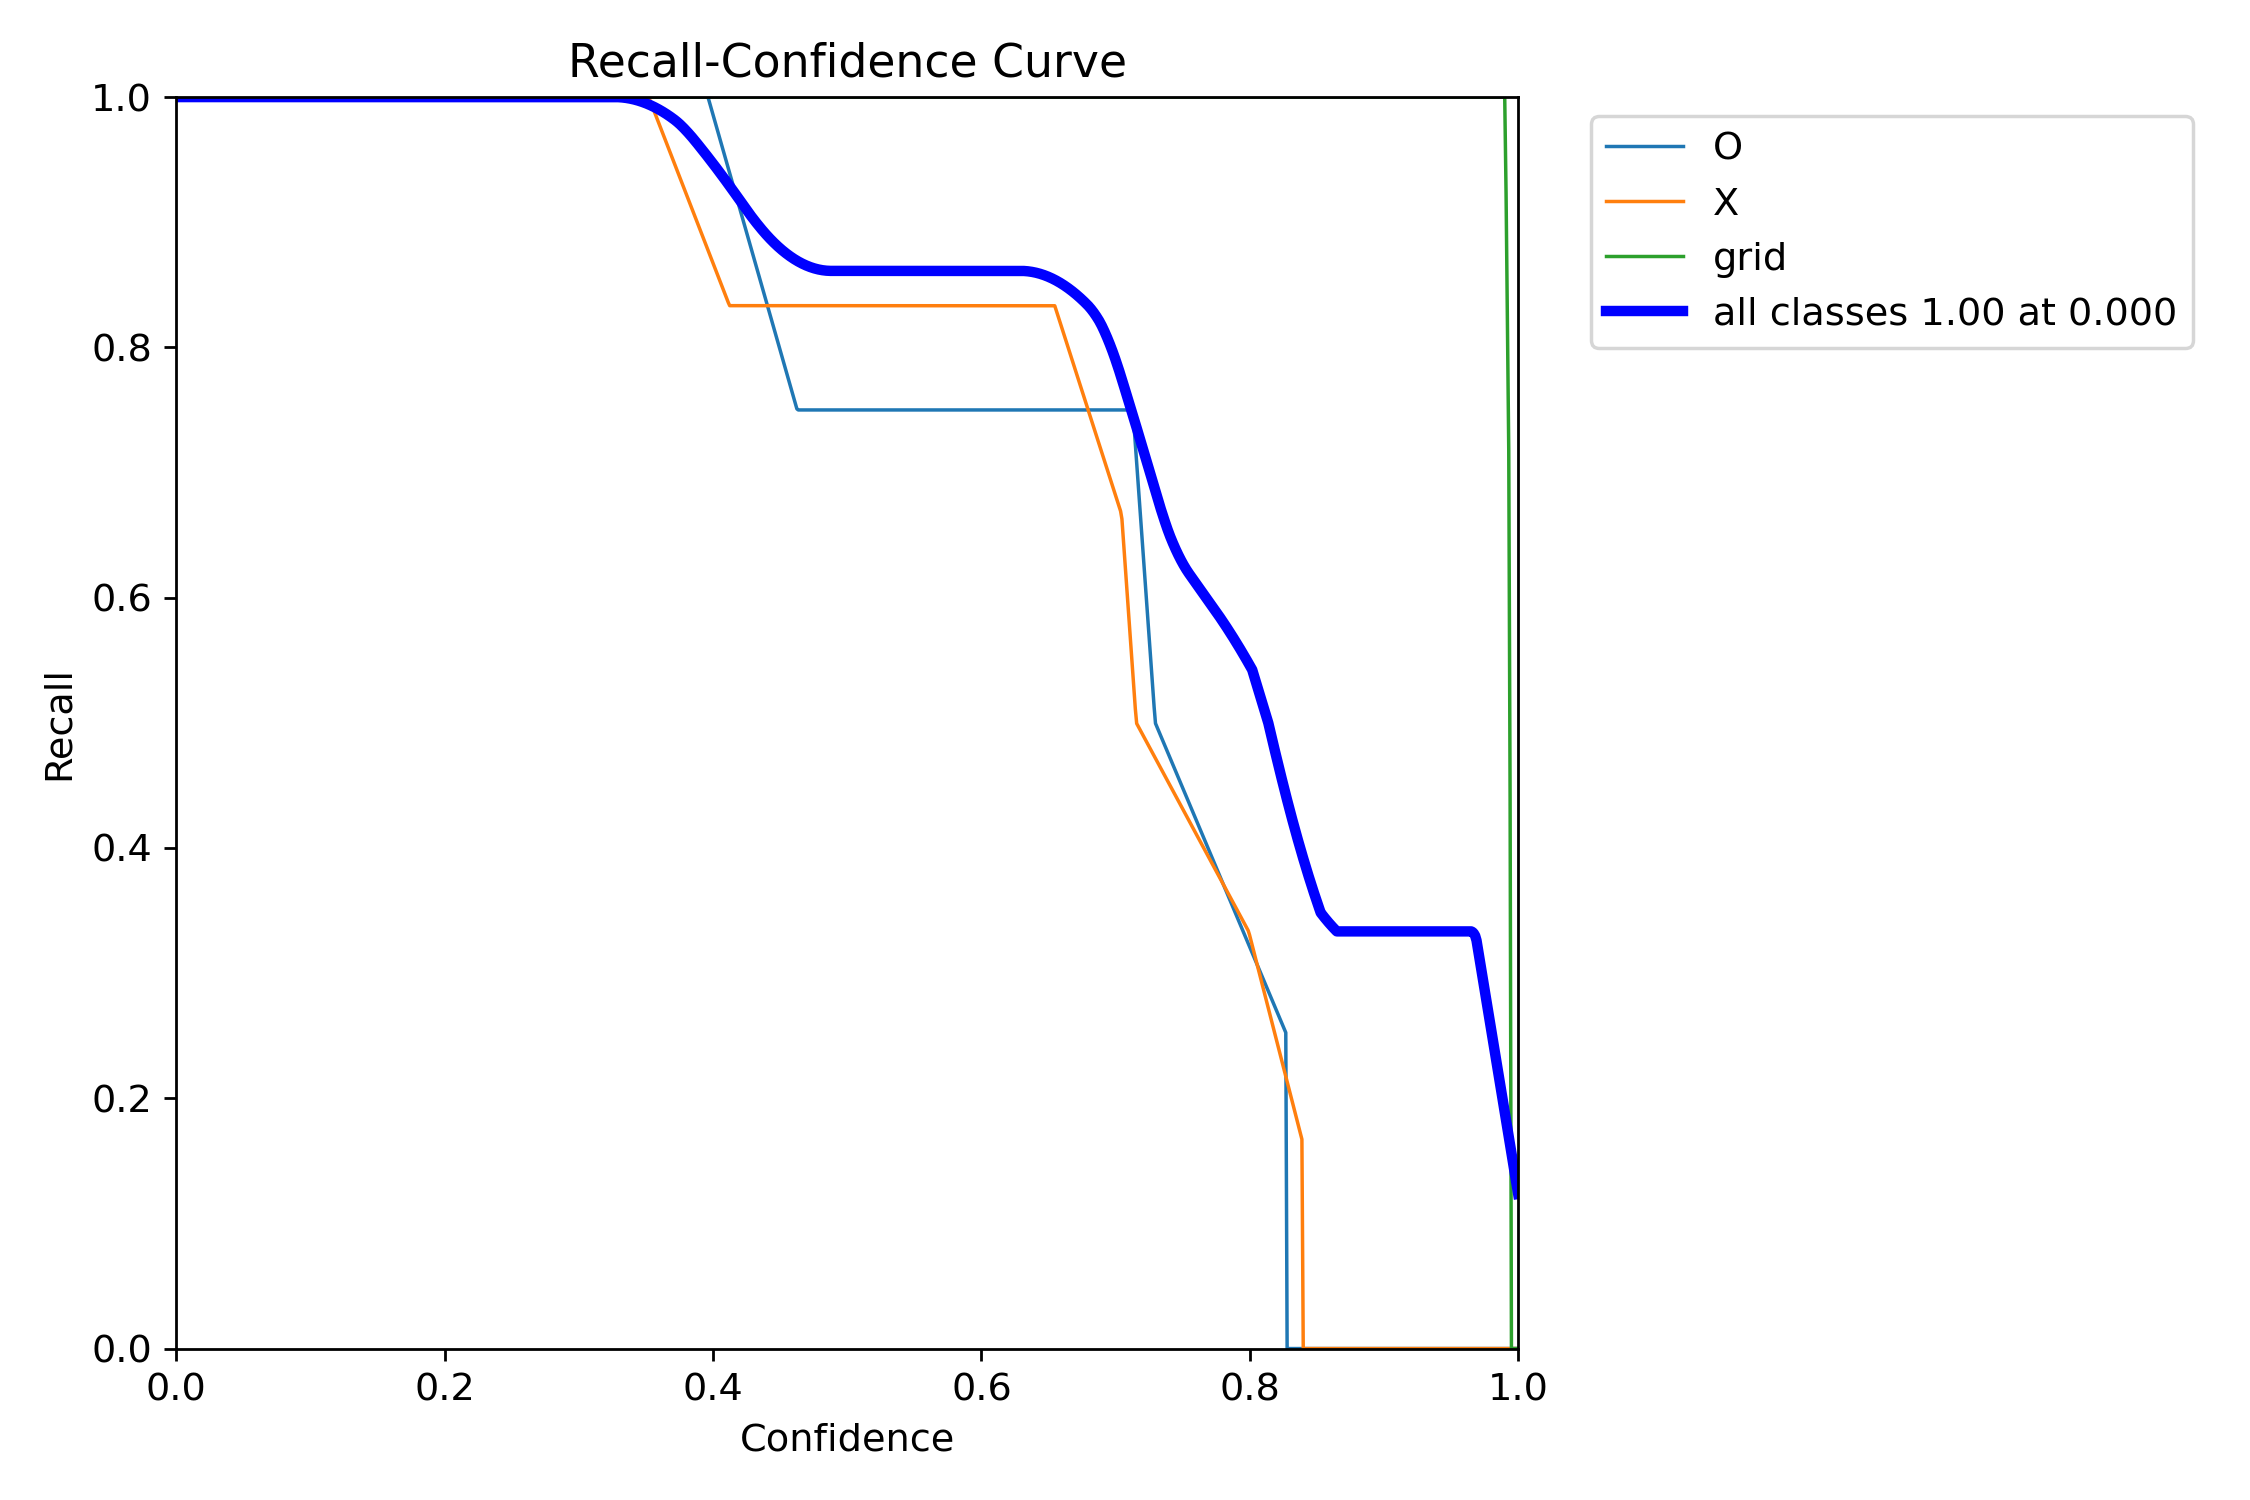 Recall-Confidence Curve
1.0
0.8
0.6
0.4
0.2
0.0
Recall
0.0 0.2 0.4 0.6 0.8 1.0
Confidence
O
X
grid
all classes 1.00 at 0.000